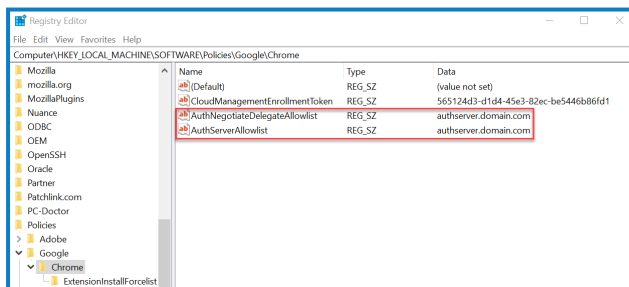 Registry Editor
File Edit View Favorites Help
Computer\HKEY_LOCAL_MACHINE\SOFTWARE\Policies\Google\Chrome
Mozilla
mozilla.org
MozillaPlugins
Nuance
ODBC
OEM
OpenSSH
Oracle
Partner
Patchlink.com
PC-Doctor
Policies
Adobe
Google
Chrome
ExtensionInstallForcelist
Name Type Data
(Default) REG_SZ (value not set)
CloudManagementEnrollmentToken REG_SZ 565124d3-d1d4-45e3-82ec-be5446b86fd1
AuthNegotiateDelegateAllowlist REG_SZ authserver.domain.com
AuthServerAllowlist REG_SZ authserver.domain.com